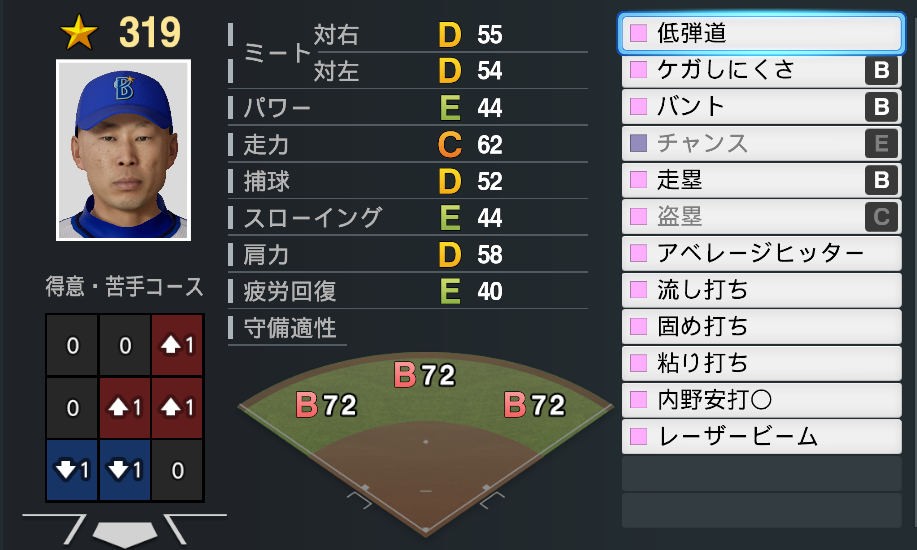 319
B
ミート
対右 D 55
対左 D 54
パワー E 44
走力 C 62
捕球 D 52
スローイング E 44
肩力 D 58
疲労回復 E 40
守備適性
B 72
B 72
B 72
得意・苦手コース
0 0 1
0 1 1
1 1 0
低弾道
ケガしにくさ B
バント B
チャンス E
走塁 B
盗塁 C
アベレージヒッター
流し打ち
固め打ち
粘り打ち
内野安打〇
レーザービーム